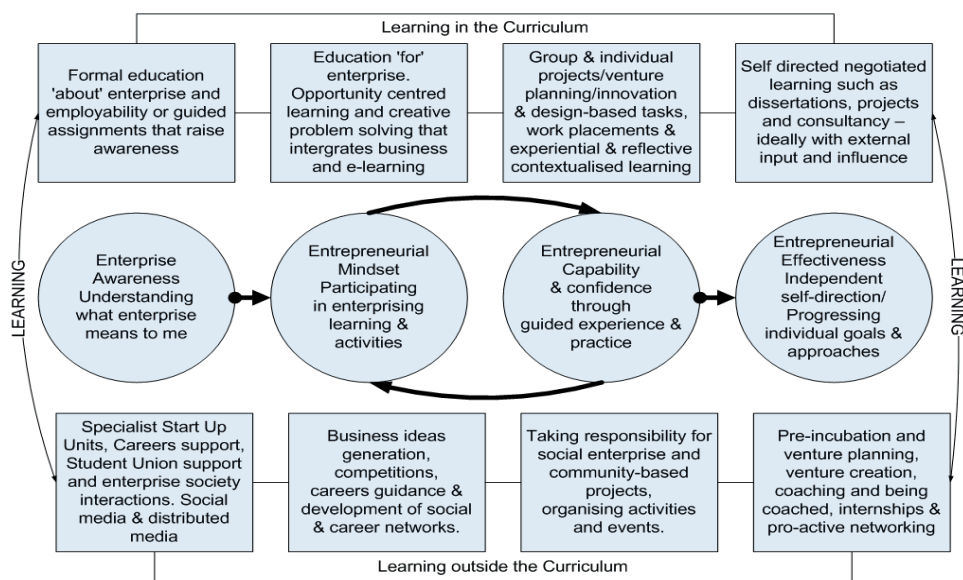 Learning in the Curriculum
Formal education
'about' enterprise and
employability or guided
assignments that raise
awareness
Education 'for'
enterprise.
Opportunity centred
learning and creative
problem solving that
intergrates business
and e-learning
Group & individual
projects/venture
planning/innovation
& design-based tasks,
work placements &
experiential & reflective
contextualised learning
Self directed negotiated
learning such as
dissertations, projects
and consultancy –
ideally with external
input and influence
LEARNING
Enterprise
Awareness
Understanding
what enterprise
means to me
Entrepreneurial
Mindset
Participating
in enterprising
learning &
activities
Entrepreneurial
Capability
& confidence
through
guided experience &
practice
Entrepreneurial
Effectiveness
Independent
self-direction/
Progressing
individual goals &
approaches
LEARNING
Specialist Start Up
Units, Careers support,
Student Union support
and enterprise society
interactions. Social
media & distributed
media
Business ideas
generation,
competitions,
careers guidance &
development of social
& career networks.
Taking responsibility for
social enterprise and
community-based
projects,
organising activities
and events.
Pre-incubation and
venture planning,
venture creation,
coaching and being
coached, internships &
pro-active networking
Learning outside the Curriculum